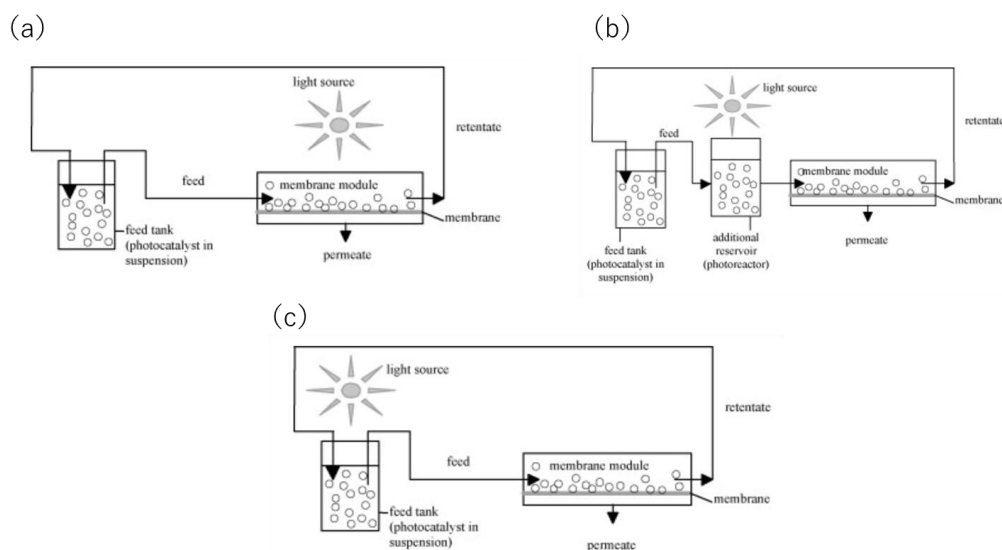 (a)
light source
retentate
feed
membrane module
membrane
feed tank
(photocatalyst in
suspension)
permeate
(b)
light source
feed
retentate
membrane module
membrane
permeate
feed tank
(photocatalyst in
suspension)
additional
reservoir
(photoreactor)
(c)
light source
retentate
feed
membrane module
membrane
feed tank
(photocatalyst in
suspension)
permeate